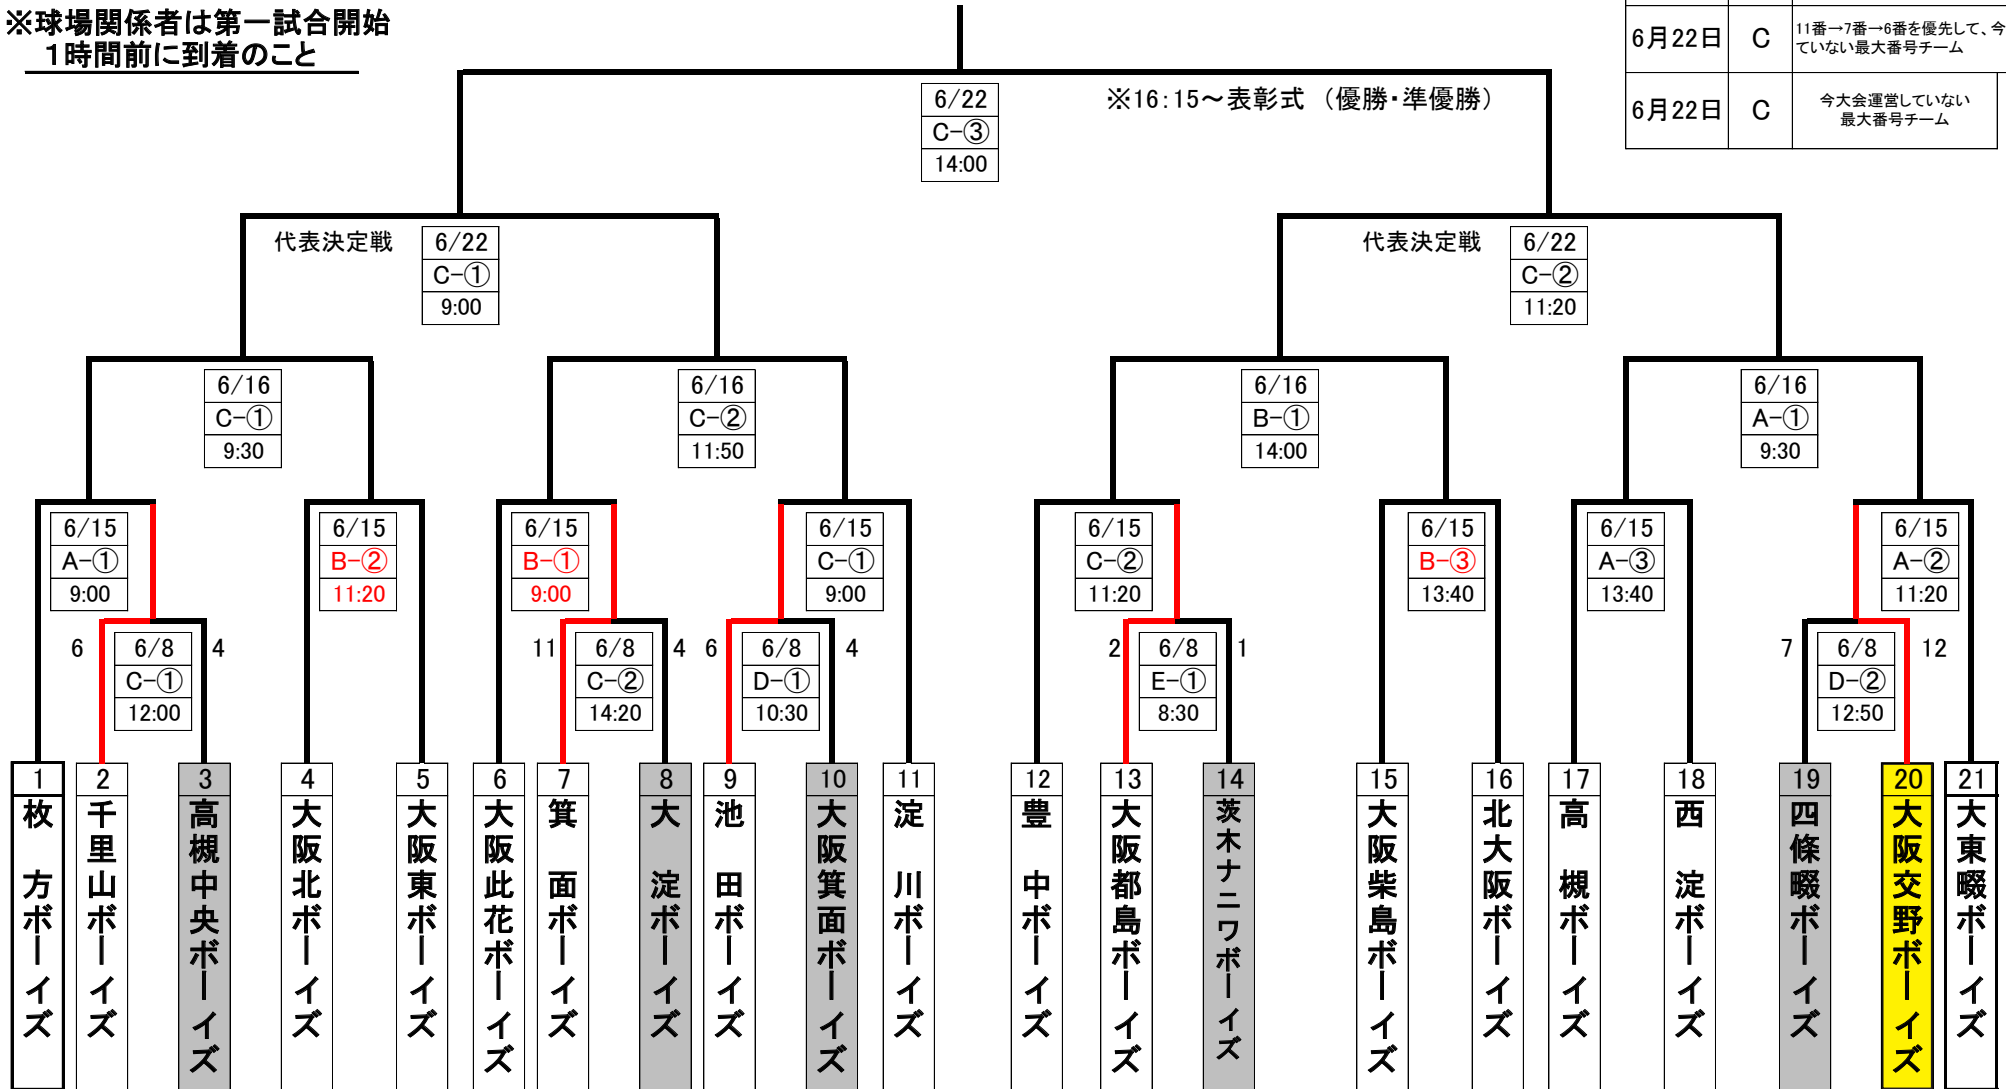 ※球場関係者は第一試合開始
1時間前に到着のこと
6月22日 C 11番→7番→6番を優先して、今
ていない最大番号チーム
6月22日 C 今大会運営していない
最大番号チーム
6/22
C-③
14:00
※16:15～表彰式 （優勝・準優勝）
代表決定戦
6/22
C-①
9:00
代表決定戦
6/22
C-②
11:20
6/16
C-①
9:30
6/16
C-②
11:50
6/16
B-①
14:00
6/16
A-①
9:30
6/15
A-①
9:00
6/15
B-②
11:20
6/15
B-①
9:00
6/15
C-①
9:00
6/15
C-②
11:20
6/15
B-③
13:40
6/15
A-③
13:40
6/15
A-②
11:20
6
6/8
C-①
12:00
4
11
6/8
C-②
14:20
4
6
6/8
D-①
10:30
4
2
6/8
E-①
8:30
1
7
6/8
D-②
12:50
12
1
枚方ボーイズ
2
千里山ボーイズ
3
高槻中央ボーイズ
4
大阪北ボーイズ
5
大阪東ボーイズ
6
大阪此花ボーイズ
7
箕面ボーイズ
8
大淀ボーイズ
9
池田ボーイズ
10
大阪箕面ボーイズ
11
淀川ボーイズ
12
豊中ボーイズ
13
大阪都島ボーイズ
14
茨木ナニワボーイズ
15
大阪柴島ボーイズ
16
北大阪ボーイズ
17
高槻ボーイズ
18
西淀ボーイズ
19
四條畷ボーイズ
20
大阪交野ボーイズ
21
大東畷ボーイズ